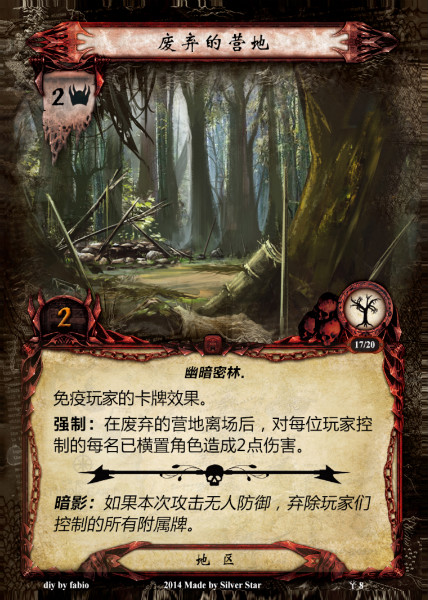 废弃的营地
2
2
17/20
幽暗密林.
免疫玩家的卡牌效果。
强制：在废弃的营地离场后，对每位玩家控
制的每名已横置角色造成2点伤害。
暗影：如果本次攻击无人防御，弃除玩家们
控制的所有附属牌。
地区
diy by fabio
2014 Made by Silver Star
8